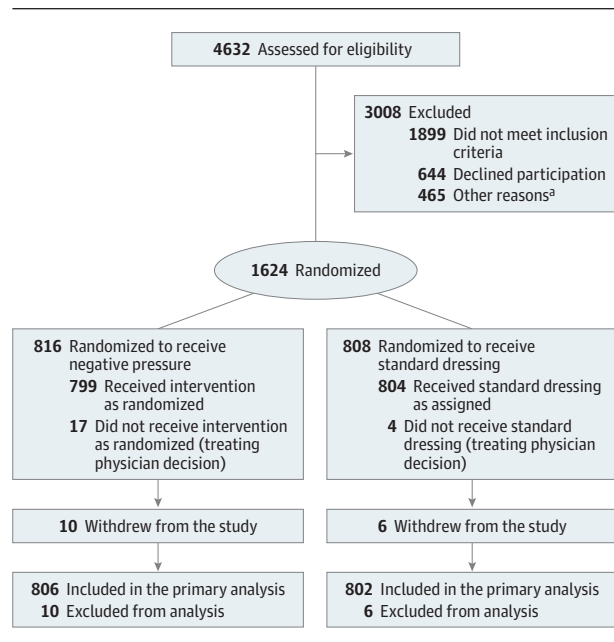 4632 Assessed for eligibility
3008 Excluded
1899 Did not meet inclusion
criteria
644 Declined participation
465 Other reasonsa
1624 Randomized
816 Randomized to receive
negative pressure
799 Received intervention
as randomized
17 Did not receive intervention
as randomized (treating
physician decision)
808 Randomized to receive
standard dressing
804 Received standard dressing
as assigned
4 Did not receive standard
dressing (treating physician
decision)
10 Withdrew from the study
6 Withdrew from the study
806 Included in the primary analysis
10 Excluded from analysis
802 Included in the primary analysis
6 Excluded from analysis